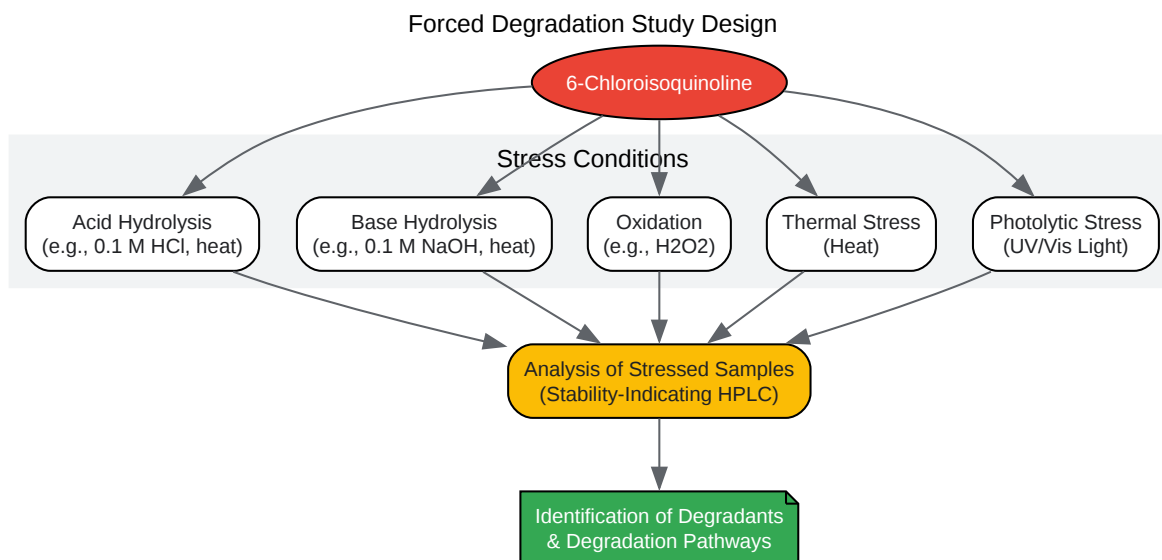 Forced Degradation Study Design
6-Chloroisoquinoline
Stress Conditions
Acid Hydrolysis
(e.g., 0.1 M HCl, heat)
Base Hydrolysis
(e.g., 0.1 M NaOH, heat)
Oxidation
(e.g., H2O2)
Thermal Stress
(Heat)
Photolytic Stress
(UV/Vis Light)
Analysis of Stressed Samples
(Stability-Indicating HPLC)
Identification of Degradants
& Degradation Pathways